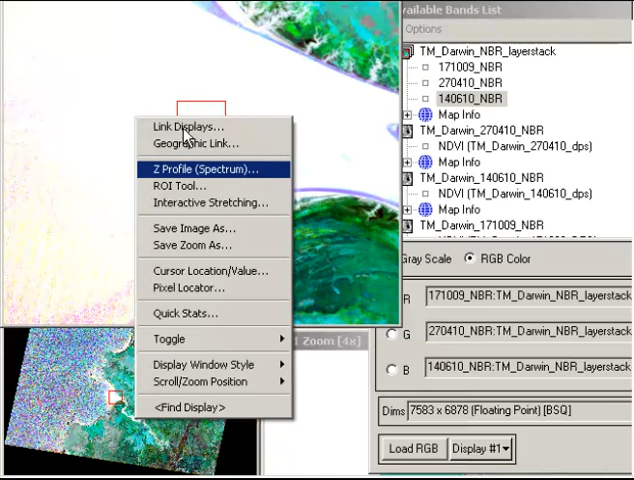 Available Bands List
Options
TM_Darwin_NBR_layerstack
171009_NBR
270410_NBR
140610_NBR
Map Info
TM_Darwin_270410_NBR
NDVI (TM_Darwin_270410_dps)
Map Info
TM_Darwin_140610_NBR
NDVI (TM_Darwin_140610_dps)
Map Info
TM_Darwin_171009_NBR
Gray Scale
RGB Color
R
171009_NBR:TM_Darwin_NBR_layerstack
G
270410_NBR:TM_Darwin_NBR_layerstack
B
140610_NBR:TM_Darwin_NBR_layerstack
Dims
7583 x 6878 (Floating Point) [BSQ]
Load RGB
Display #1
Link Displays...
Geographic Link...
Z Profile (Spectrum)...
ROI Tool...
Interactive Stretching...
Save Image As...
Save Zoom As...
Cursor Location/Value...
Pixel Locator...
Quick Stats...
Toggle
Display Window Style
Scroll/Zoom Position
<Find Display>
1 Zoom [4x]